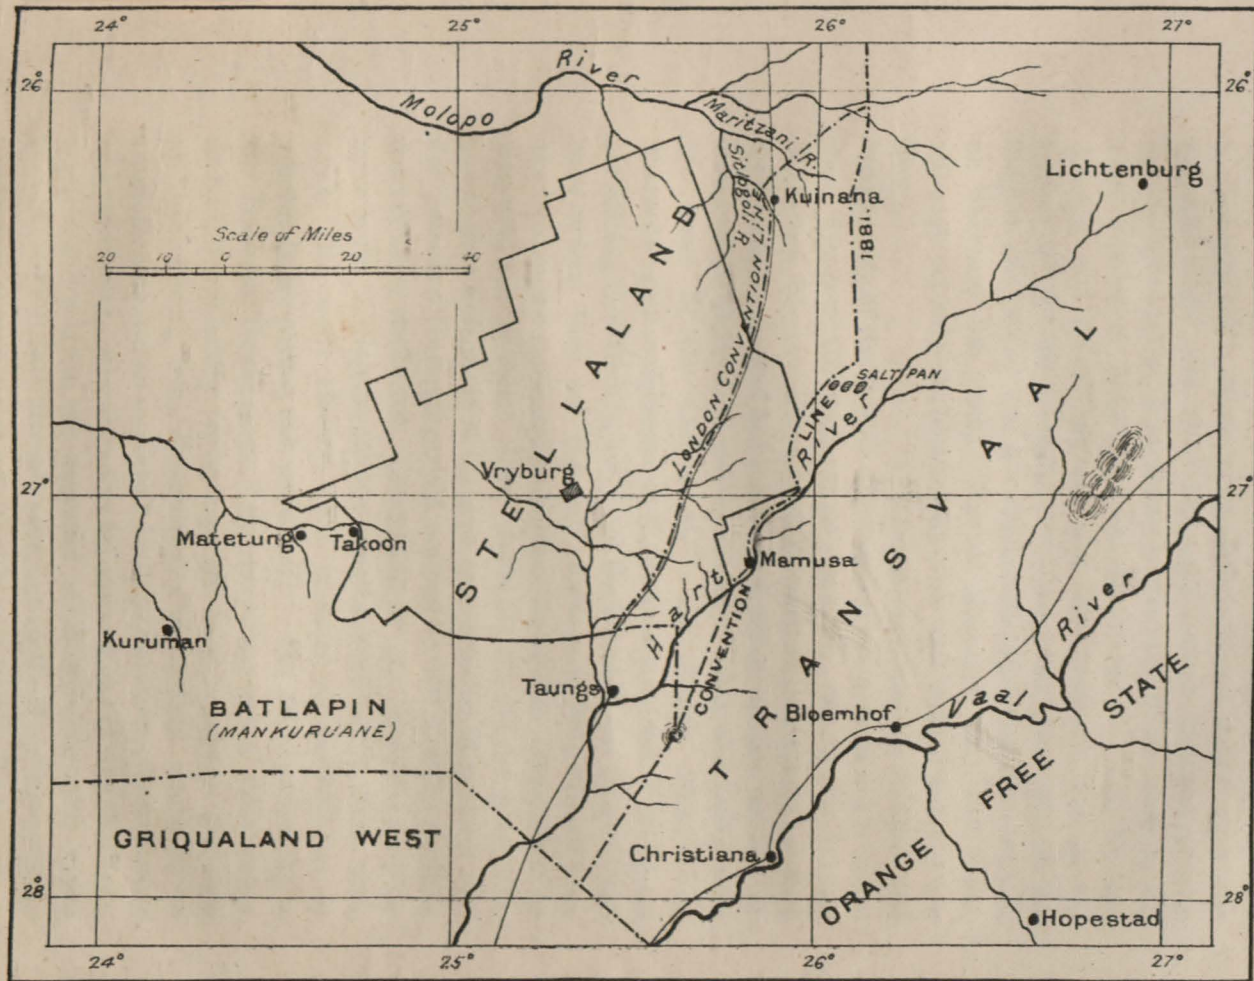 24° 25° 26° 27°
26° 26°
River
Molopo
Maritzani R.
Lichtenburg
Kuinana
Scale of Miles
20 10 0 20 40
1881.
STELLALAND
LONDON CONVENTION
LINE
SALT PAN
Vryburg
Hart River
27° 27°
Matetung
Takoon
Mamusa
TRANSVAAL
CONVENTION
LINE
Kuruman
Taungs
Bloemhof
Vaal River
BATLAPIN
(MANKURUANE)
GRIQUALAND WEST
Christiana
ORANGE FREE STATE
28° 28°
Hopestad
24° 25° 26° 27°